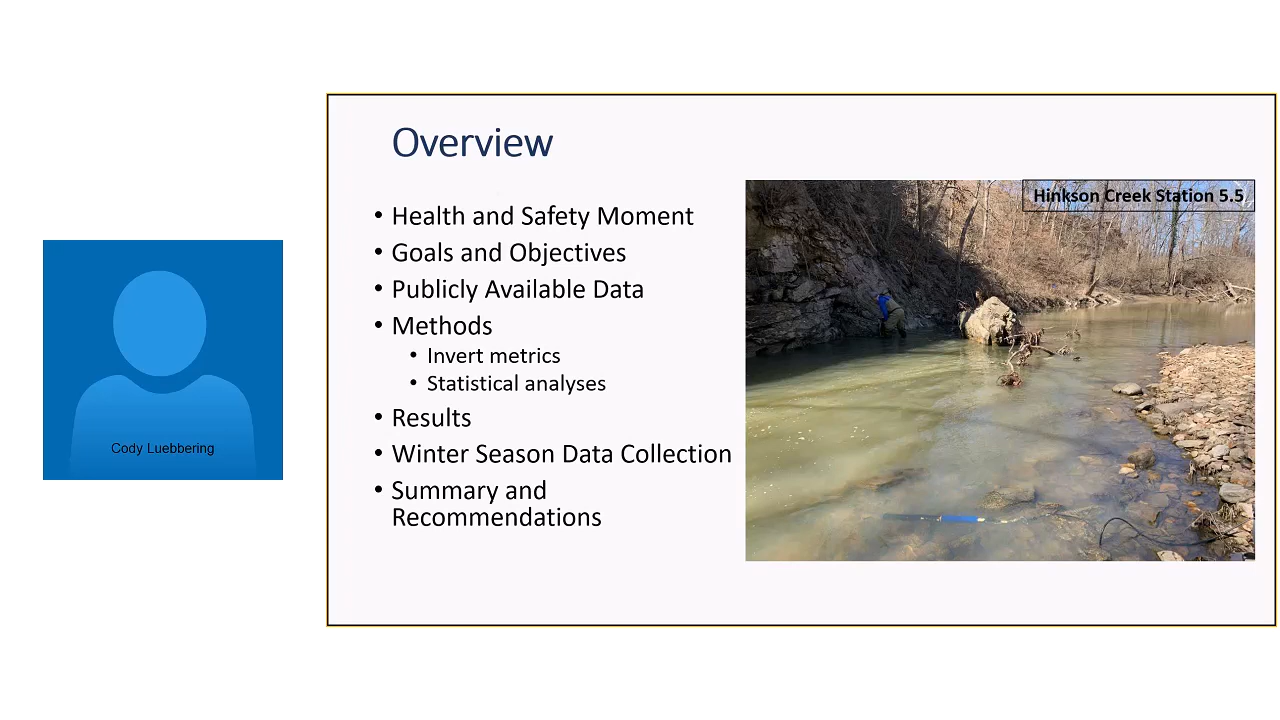 Overview
• Health and Safety Moment
• Goals and Objectives
• Publicly Available Data
• Methods
• Invert metrics
• Statistical analyses
• Results
• Winter Season Data Collection
• Summary and
Recommendations
Hinkson Creek Station 5.5
Cody Luebbering